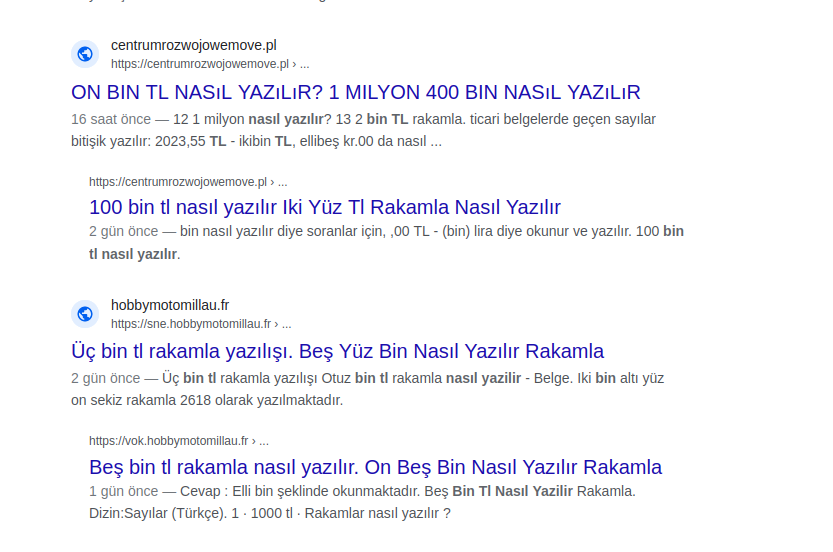 centrumrozwojowemove.pl
https://centrumrozwojowemove.pl › ...
ON BIN TL NASıL YAZıLıR? 1 MILYON 400 BIN NASıL YAZıLıR
16 saat önce — 12 1 milyon nasıl yazılır? 13 2 bin TL rakamla. ticari belgelerde geçen sayılar
bitişik yazılır: 2023,55 TL - ikibin TL, ellibeş kr.00 da nasıl ...
https://centrumrozwojowemove.pl › ...
100 bin tl nasıl yazılır Iki Yüz Tl Rakamla Nasıl Yazılır
2 gün önce — bin nasıl yazılır diye soranlar için, ,00 TL - (bin) lira diye okunur ve yazılır. 100 bin
tl nasıl yazılır.
hobbymotomillau.fr
https://sne.hobbymotomillau.fr › ...
Üç bin tl rakamla yazılışı. Beş Yüz Bin Nasıl Yazılır Rakamla
2 gün önce — Üç bin tl rakamla yazılışı Otuz bin tl rakamla nasıl yazilir - Belge. Iki bin altı yüz
on sekiz rakamla 2618 olarak yazılmaktadır.
https://vok.hobbymotomillau.fr › ...
Beş bin tl rakamla nasıl yazılır. On Beş Bin Nasıl Yazılır Rakamla
1 gün önce — Cevap : Elli bin şeklinde okunmaktadır. Beş Bin Tl Nasıl Yazilir Rakamla.
Dizin:Sayılar (Türkçe). 1 · 1000 tl · Rakamlar nasıl yazılır ?